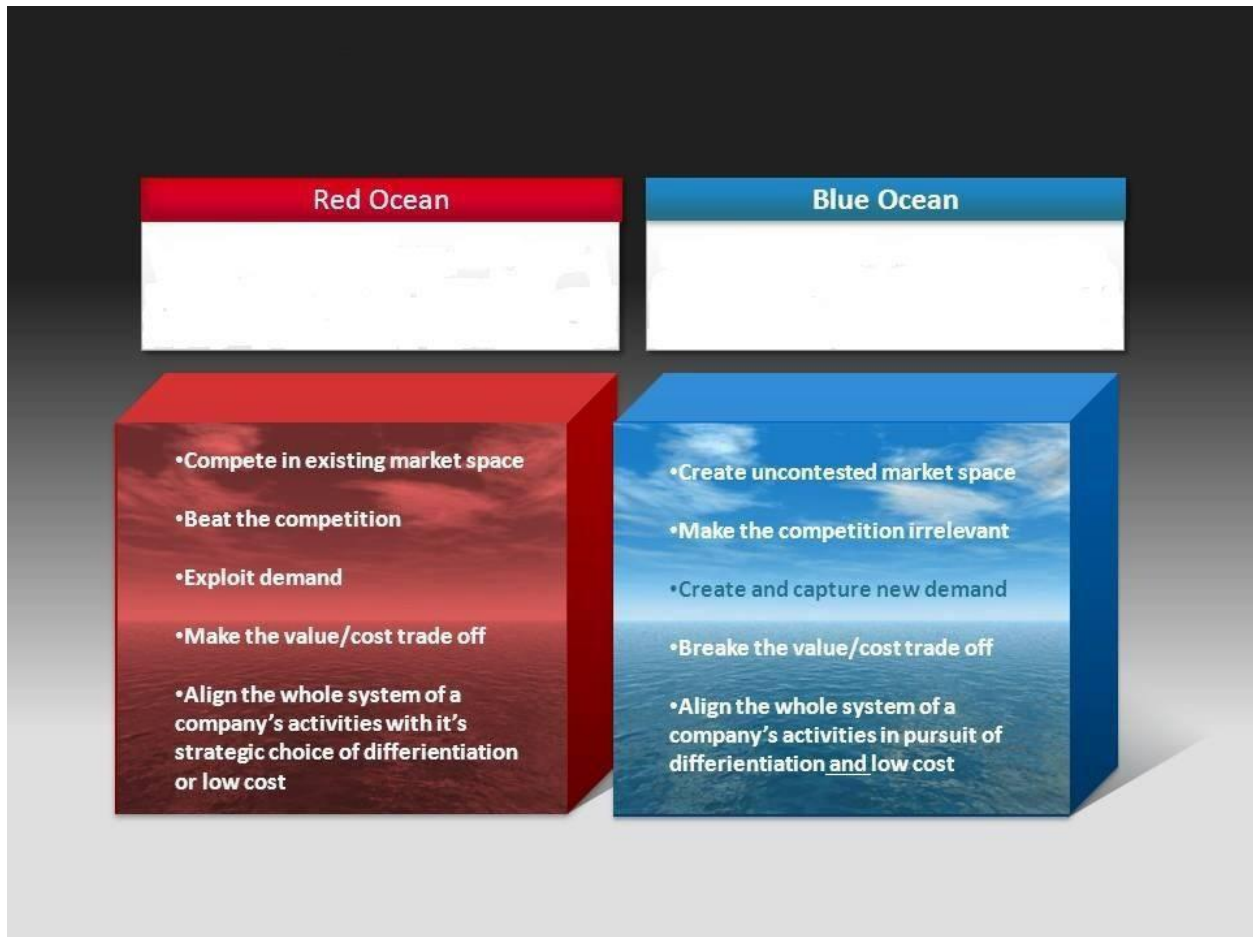 Red Ocean
Blue Ocean
•Compete in existing market space
•Beat the competition
•Exploit demand
•Make the value/cost trade off
•Align the whole system of a
company’s activities with it’s
strategic choice of differientiation
or low cost
•Create uncontested market space
•Make the competition irrelevant
•Create and capture new demand
•Breake the value/cost trade off
•Align the whole system of a
company’s activities in pursuit of
differientiation and low cost